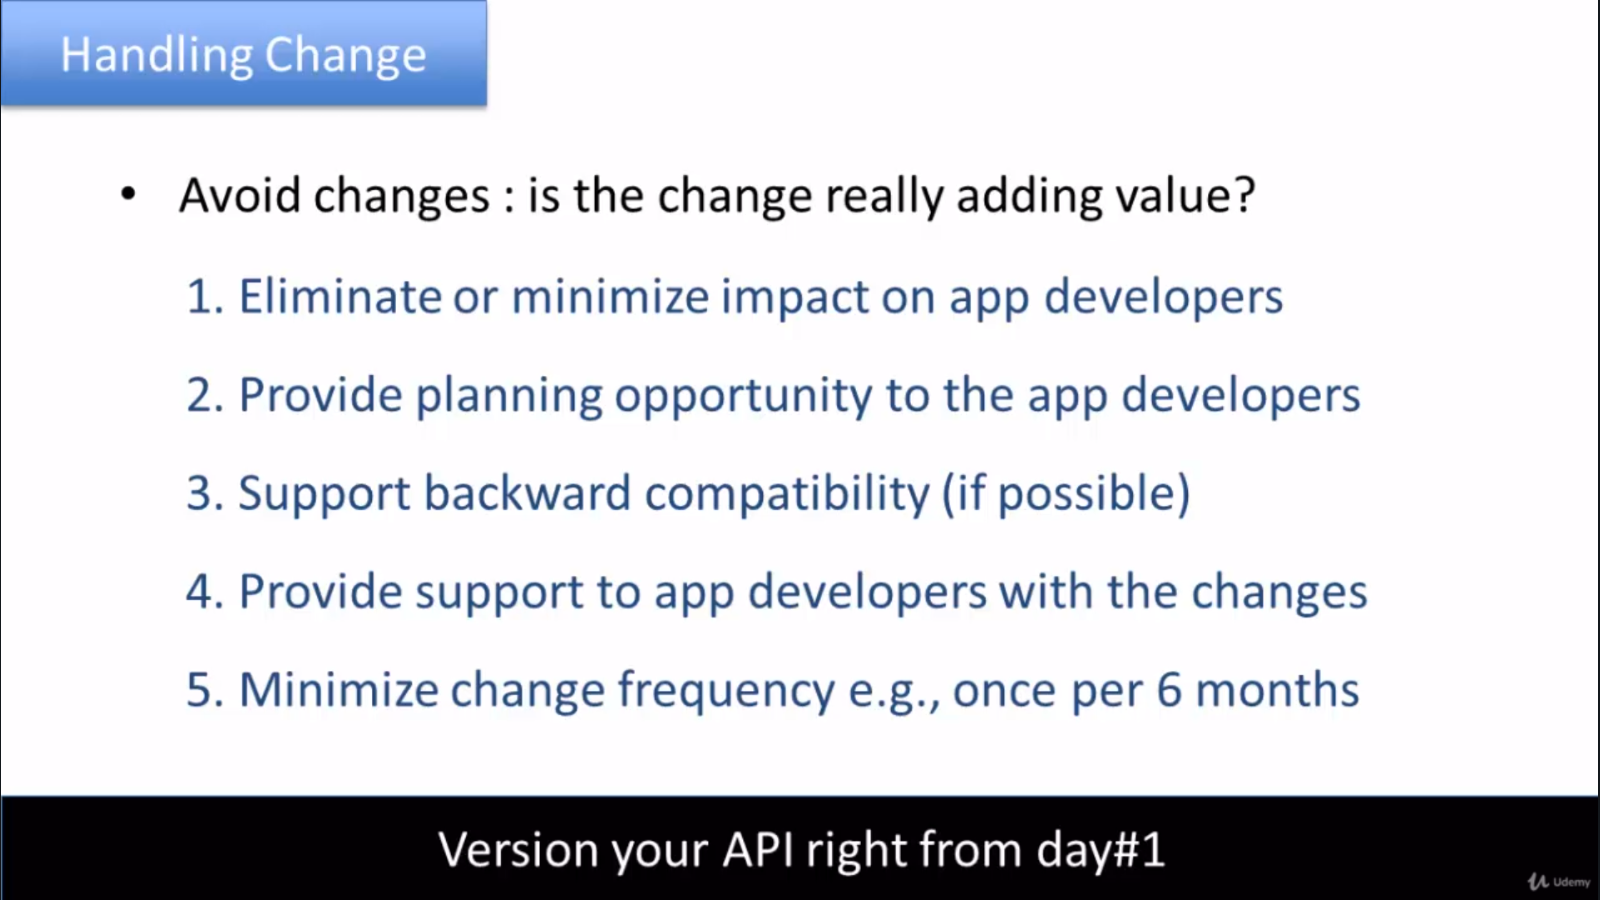 Handling Change
• Avoid changes : is the change really adding value?
1. Eliminate or minimize impact on app developers
2. Provide planning opportunity to the app developers
3. Support backward compatibility (if possible)
4. Provide support to app developers with the changes
5. Minimize change frequency e.g., once per 6 months
Version your API right from day#1
Udemy